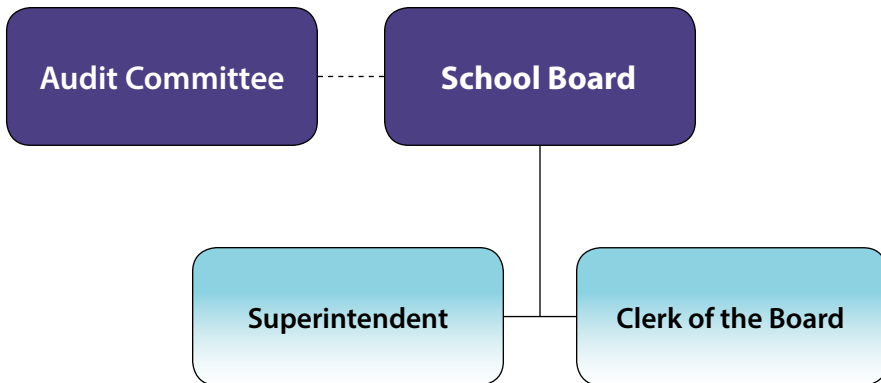 Audit Committee
School Board
Superintendent
Clerk of the Board